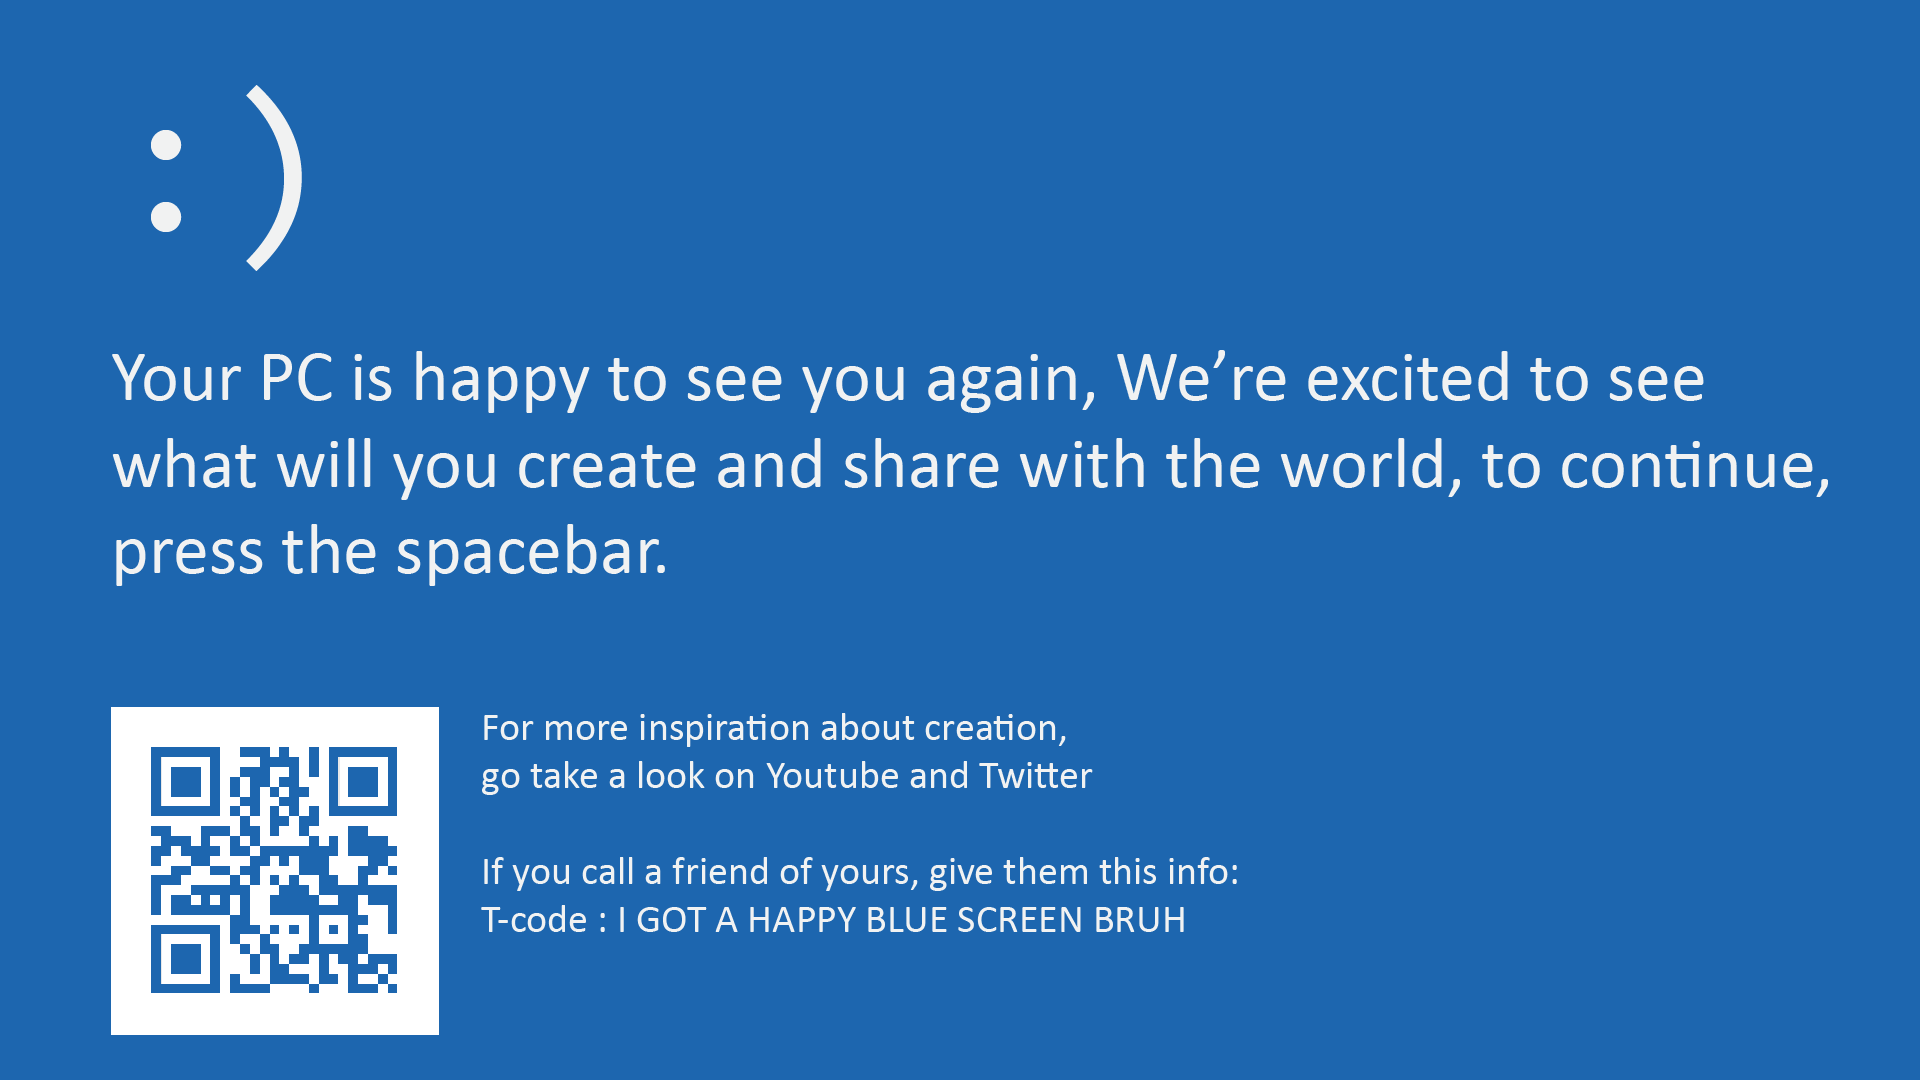 :)
Your PC is happy to see you again, We’re excited to see
what will you create and share with the world, to continue,
press the spacebar.
For more inspiration about creation,
go take a look on Youtube and Twitter
If you call a friend of yours, give them this info:
T-code : I GOT A HAPPY BLUE SCREEN BRUH